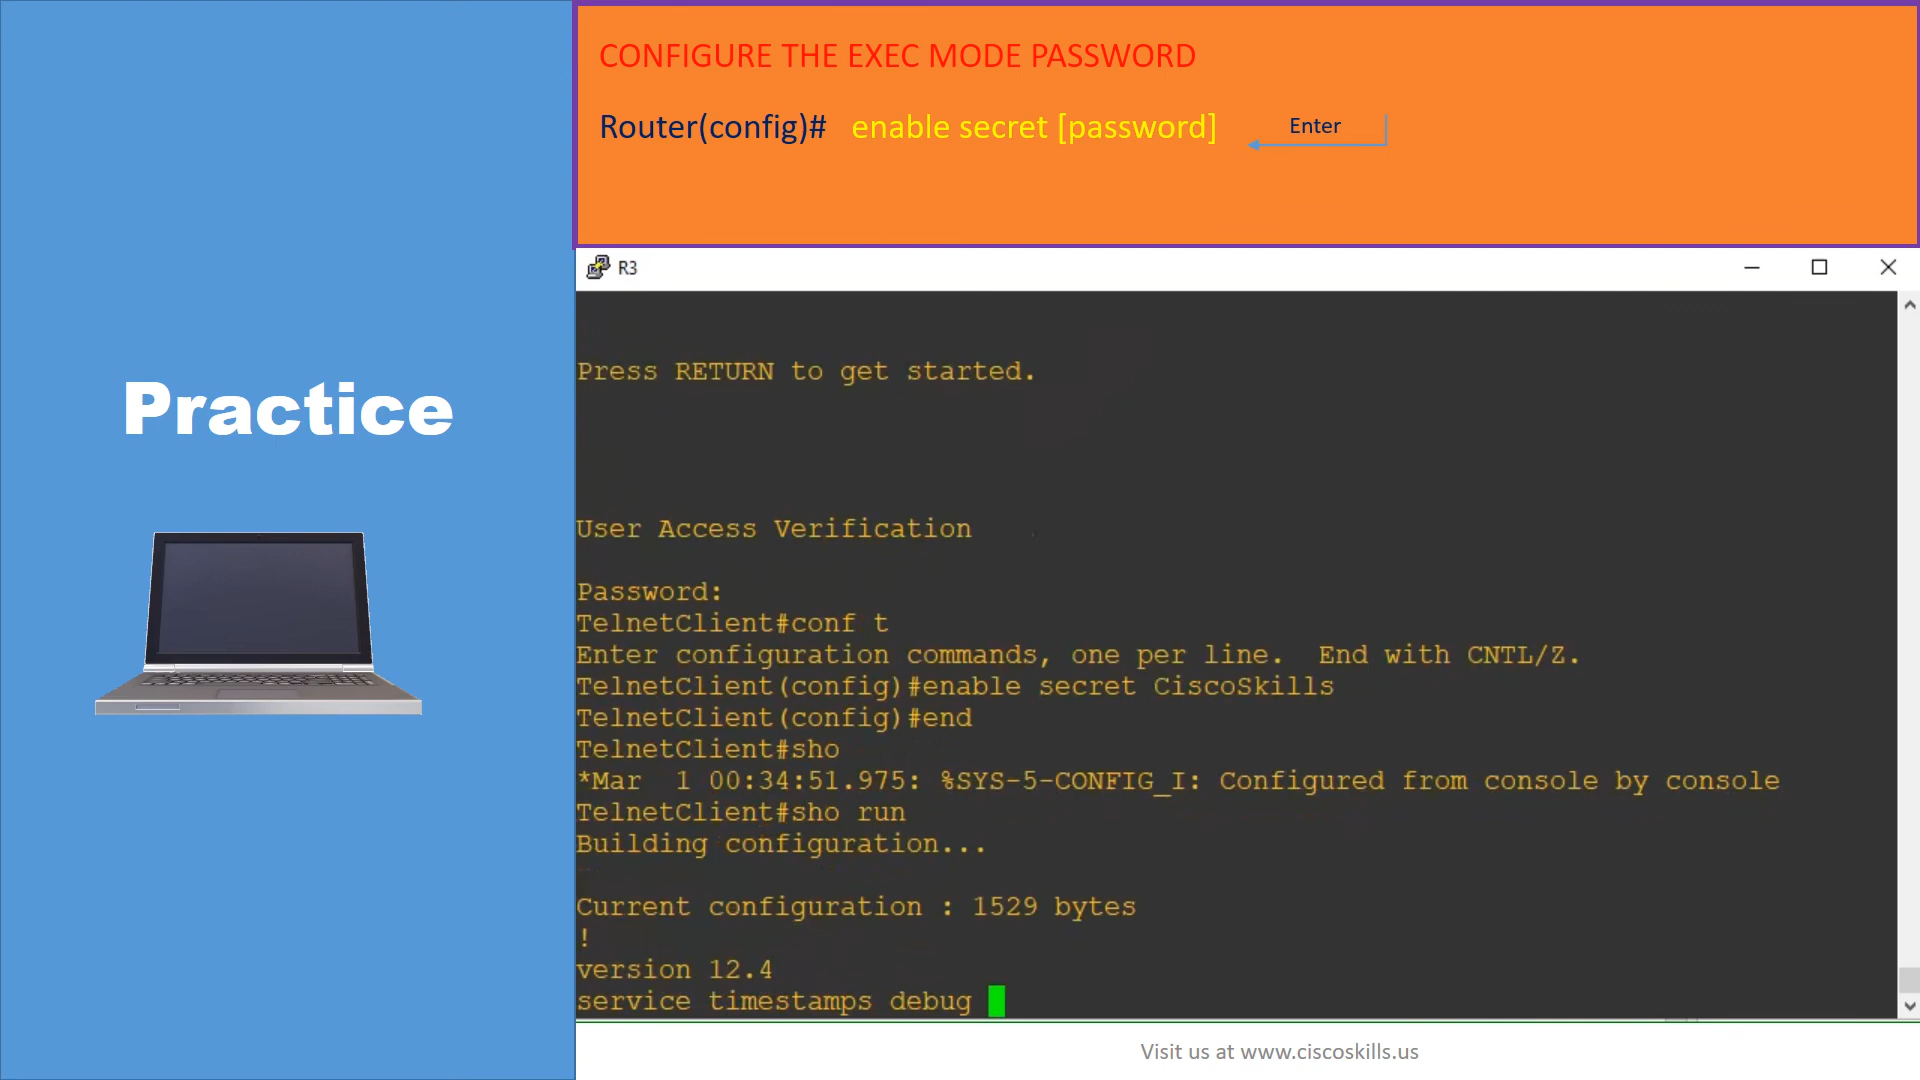 Practice
CONFIGURE THE EXEC MODE PASSWORD
Router(config)# enable secret [password] Enter
R3
Press RETURN to get started.
User Access Verification
Password:
TelnetClient#conf t
Enter configuration commands, one per line.  End with CNTL/Z.
TelnetClient(config)#enable secret CiscoSkills
TelnetClient(config)#end
TelnetClient#sho
*Mar  1 00:34:51.975: %SYS-5-CONFIG_I: Configured from console by console
TelnetClient#sho run
Building configuration...
Current configuration : 1529 bytes
!
version 12.4
service timestamps debug
Visit us at www.ciscoskills.us